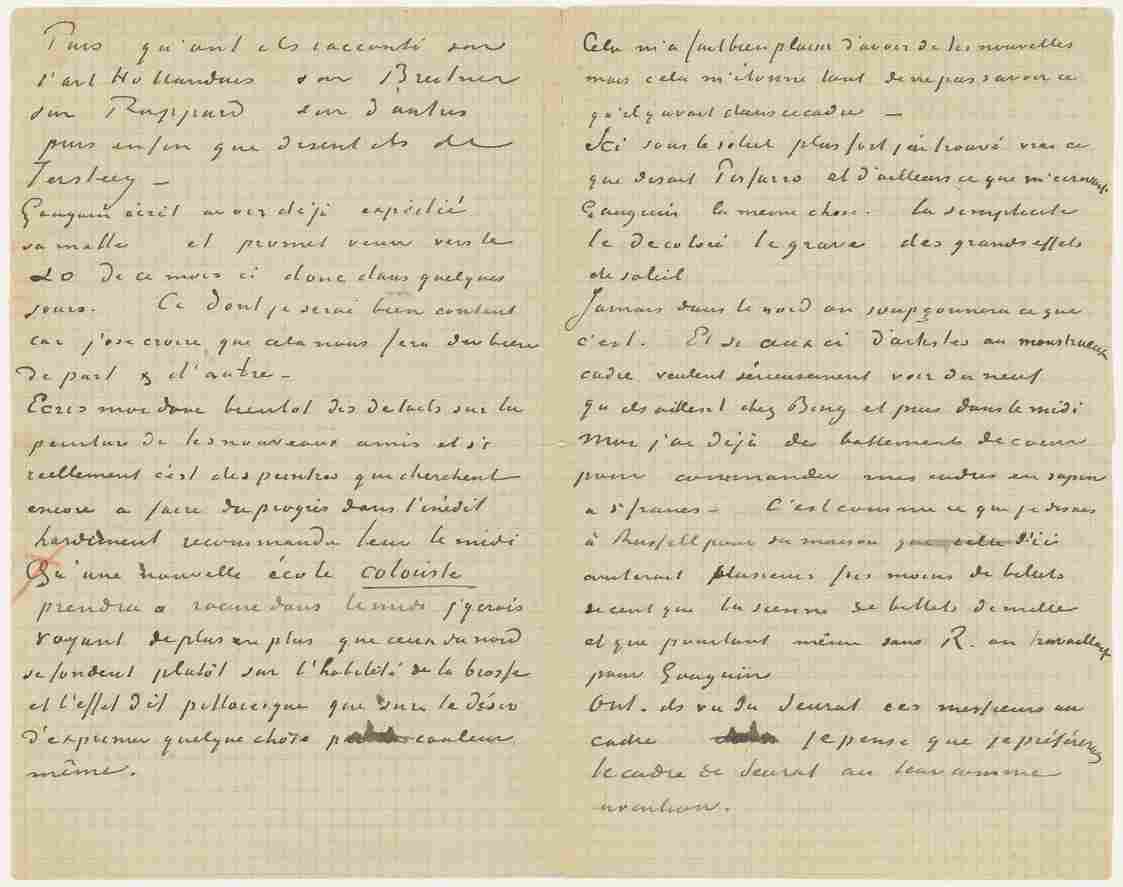 Puis qu'ont ils raconté sur
l'art Hollandais sur Breitner
sur Rappard sur d'autres
puis enfin que disent ils de
Tersteeg —
Gauguin écrit avoir déjà expédié
sa malle et promet venir vers le
20 de ce mois ci donc dans quelques
jours. Ce dont je serai bien content
car j'ose croire que cela nous fera du bien
de part & d'autre —
Ecris moi donc bientôt des details sur la
peinture de tes nouveaux amis et si
reellement c'est des peintres qui cherchent
encore a faire du progrès dans l'inédit
hardiment recommande leur le midi
Qu'une nouvelle école coloriste
prendra racine dans le midi j'y crois
voyant de plus en plus que ceux du nord
se fondent plutôt sur l'habileté de la brosse
et l'effet dit pittoresque que sur le désir
d'exprimer quelque chose par la couleur
même.
Cela m'a fait bien plaisir d'avoir de tes nouvelles
mais cela m'étonne tant de ne pas savoir ce
qu'il y avait dans ce cadre —
Ici sous le soleil plus fort j'ai trouvé vrai ce
que disait Pissarro et d'ailleurs ce que m'ecrivait
Gauguin la meme chose. la simplicité
le decoloré le grave des grands effets
de soleil
Jamais dans le nord on soupçonnera ce que
c'est. Et si ceux ci d'artistes au monstrueux
cadre veulent sérieusement voir du neuf
qu'ils aillent chez Bing et puis dans le midi
Moi j'ai déjà des battements de coeur
pour commander mes cadres en sapin
a 5 francs — C'est comme ce que je disais
à Russell pour sa maison que celle d'ici
couterait plusieurs fois moins de billets
de cent que la sienne de billets de mille
et que pourtant même sans R. on travaillait
pour Gauguin
Ont-ils vu du Seurat ces messieurs au
cadre je pense que je préférerais
le cadre de Seurat au leur comme
invention.